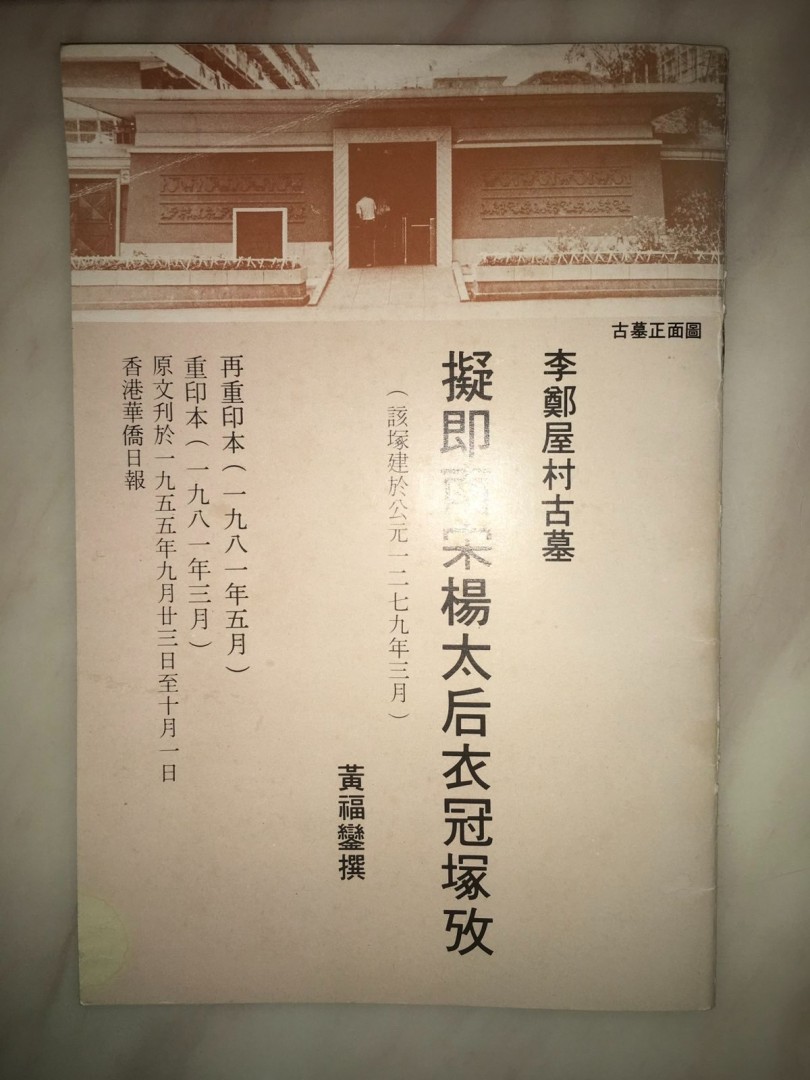 古墓正面圖
李鄭屋村古墓
擬即南宋楊太后衣冠塚攷
（該塚建於公元一二七九年三月）
黃福鑾撰
再重印本（一九八一年五月）
重印本（一九八一年三月）
原文刋於一九五五年九月廿三日至十月一日
香港華僑日報